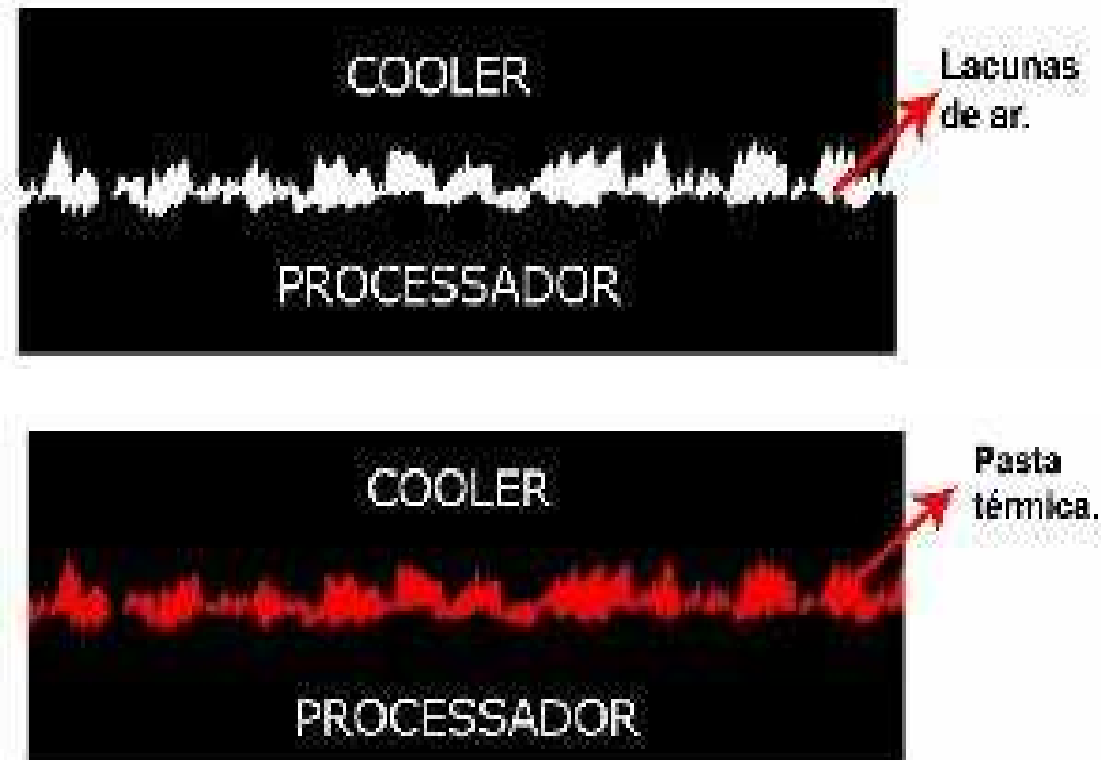 COOLER
Lacunas
de ar.
PROCESSADOR
COOLER
Pasta
térmica.
PROCESSADOR